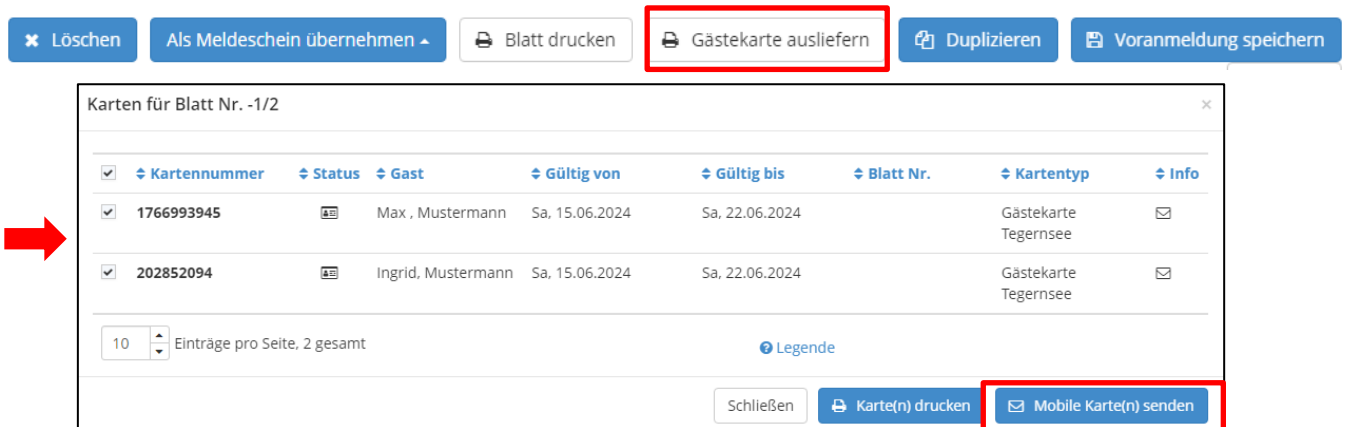 Löschen Als Meldeschein übernehmen Blatt drucken Gästekarte ausliefern Duplizieren Voranmeldung speichern
Karten für Blatt Nr. -1/2 ×
Kartennummer Status Gast Gültig von Gültig bis Blatt Nr. Kartentyp Info
1766993945 Max , Mustermann Sa, 15.06.2024 Sa, 22.06.2024 Gästekarte
Tegernsee
202852094 Ingrid, Mustermann Sa, 15.06.2024 Sa, 22.06.2024 Gästekarte
Tegernsee
10 Einträge pro Seite, 2 gesamt Legende
Schließen Karte(n) drucken Mobile Karte(n) senden